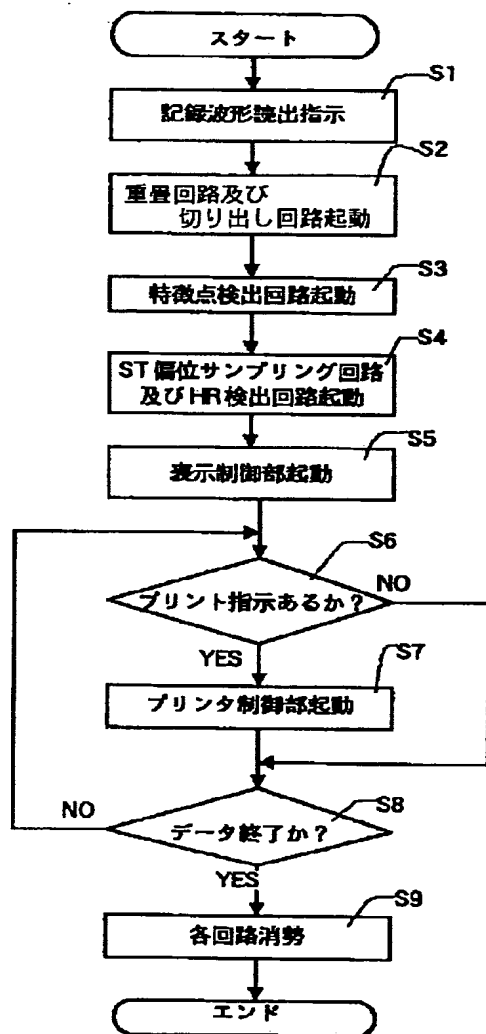 スタート
S1
記録波形読出指示
S2
重畳回路及び
切り出し回路起動
S3
特徴点検出回路起動
S4
ST偏位サンプリング回路
及びHR検出回路起動
S5
表示制御部起動
S6
プリント指示あるか？
NO
YES
S7
プリンタ制御部起動
S8
NO
データ終了か？
YES
S9
各回路消勢
エンド